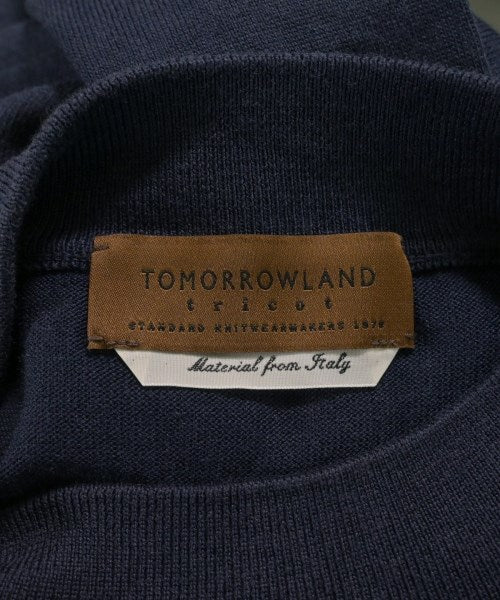 TOMORROWLAND
tricot
STANDARD KNITWEARMAKERS 1978
Material from Italy